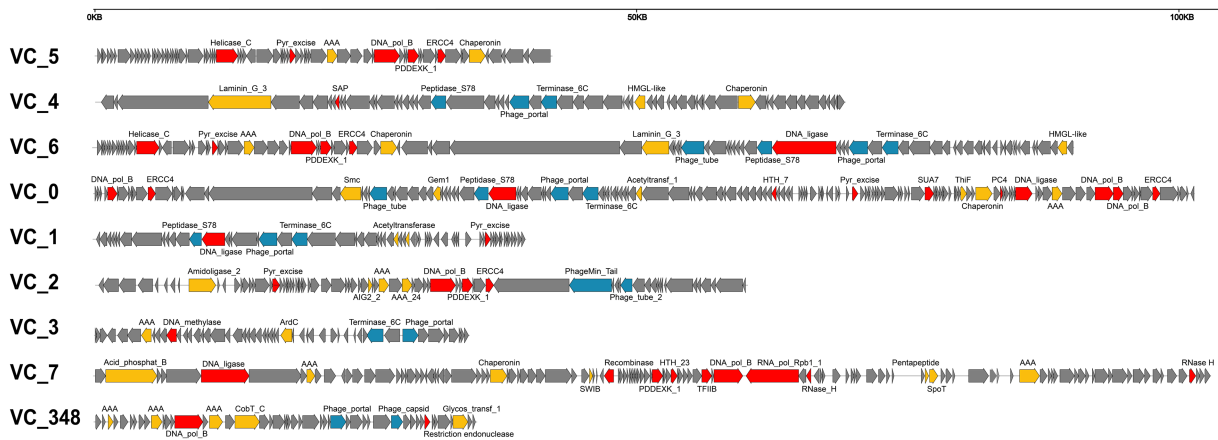 0KB 50KB 100KB
Helicase_C Pyr_excise AAA DNA_pol_B ERCC4 Chaperonin
VC_5
PDDEXK_1
Laminin_G_3 SAP Peptidase_S78 Terminase_6C HMGL-like Chaperonin
VC_4
Phage_portal
Helicase_C Pyr_excise AAA DNA_pol_B ERCC4 Chaperonin Laminin_G_3 DNA_ligase Terminase_6C HMGL-like
VC_6
PDDEXK_1 Phage_tube Peptidase_S78 Phage_portal
DNA_pol_B ERCC4 Smc Gem1 Peptidase_S78 Phage_portal Acetyltransf_1 Pyr_excise SUA7 ThiF PC4 DNA_ligase DNA_pol_B ERCC4
VC_0
Phage_tube DNA_ligase Terminase_6C HTH_7 Chaperonin AAA DNA_pol_B
Peptidase_S78 Terminase_6C Acetyltransferase Pyr_excise
VC_1
DNA_ligase Phage_portal
Amidoligase_2 Pyr_excise AAA DNA_pol_B ERCC4 PhageMin_Tail
VC_2
AIG2_2 AAA_24 PDDEXK_1 Phage_tube_2
AAA DNA_methylase ArdC Terminase_6C Phage_portal
VC_3
Acid_phosphat_B DNA_ligase AAA Chaperonin Recombinase HTH_23 DNA_pol_B RNA_pol_Rpb1_1 Pentapeptide AAA RNase H
VC_7
SWIB PDDEXK_1 TFIIB RNase_H SpoT
AAA AAA AAA CobT_C Phage_portal Phage_capsid Glycos_transf_1
VC_348
DNA_pol_B Restriction endonuclease